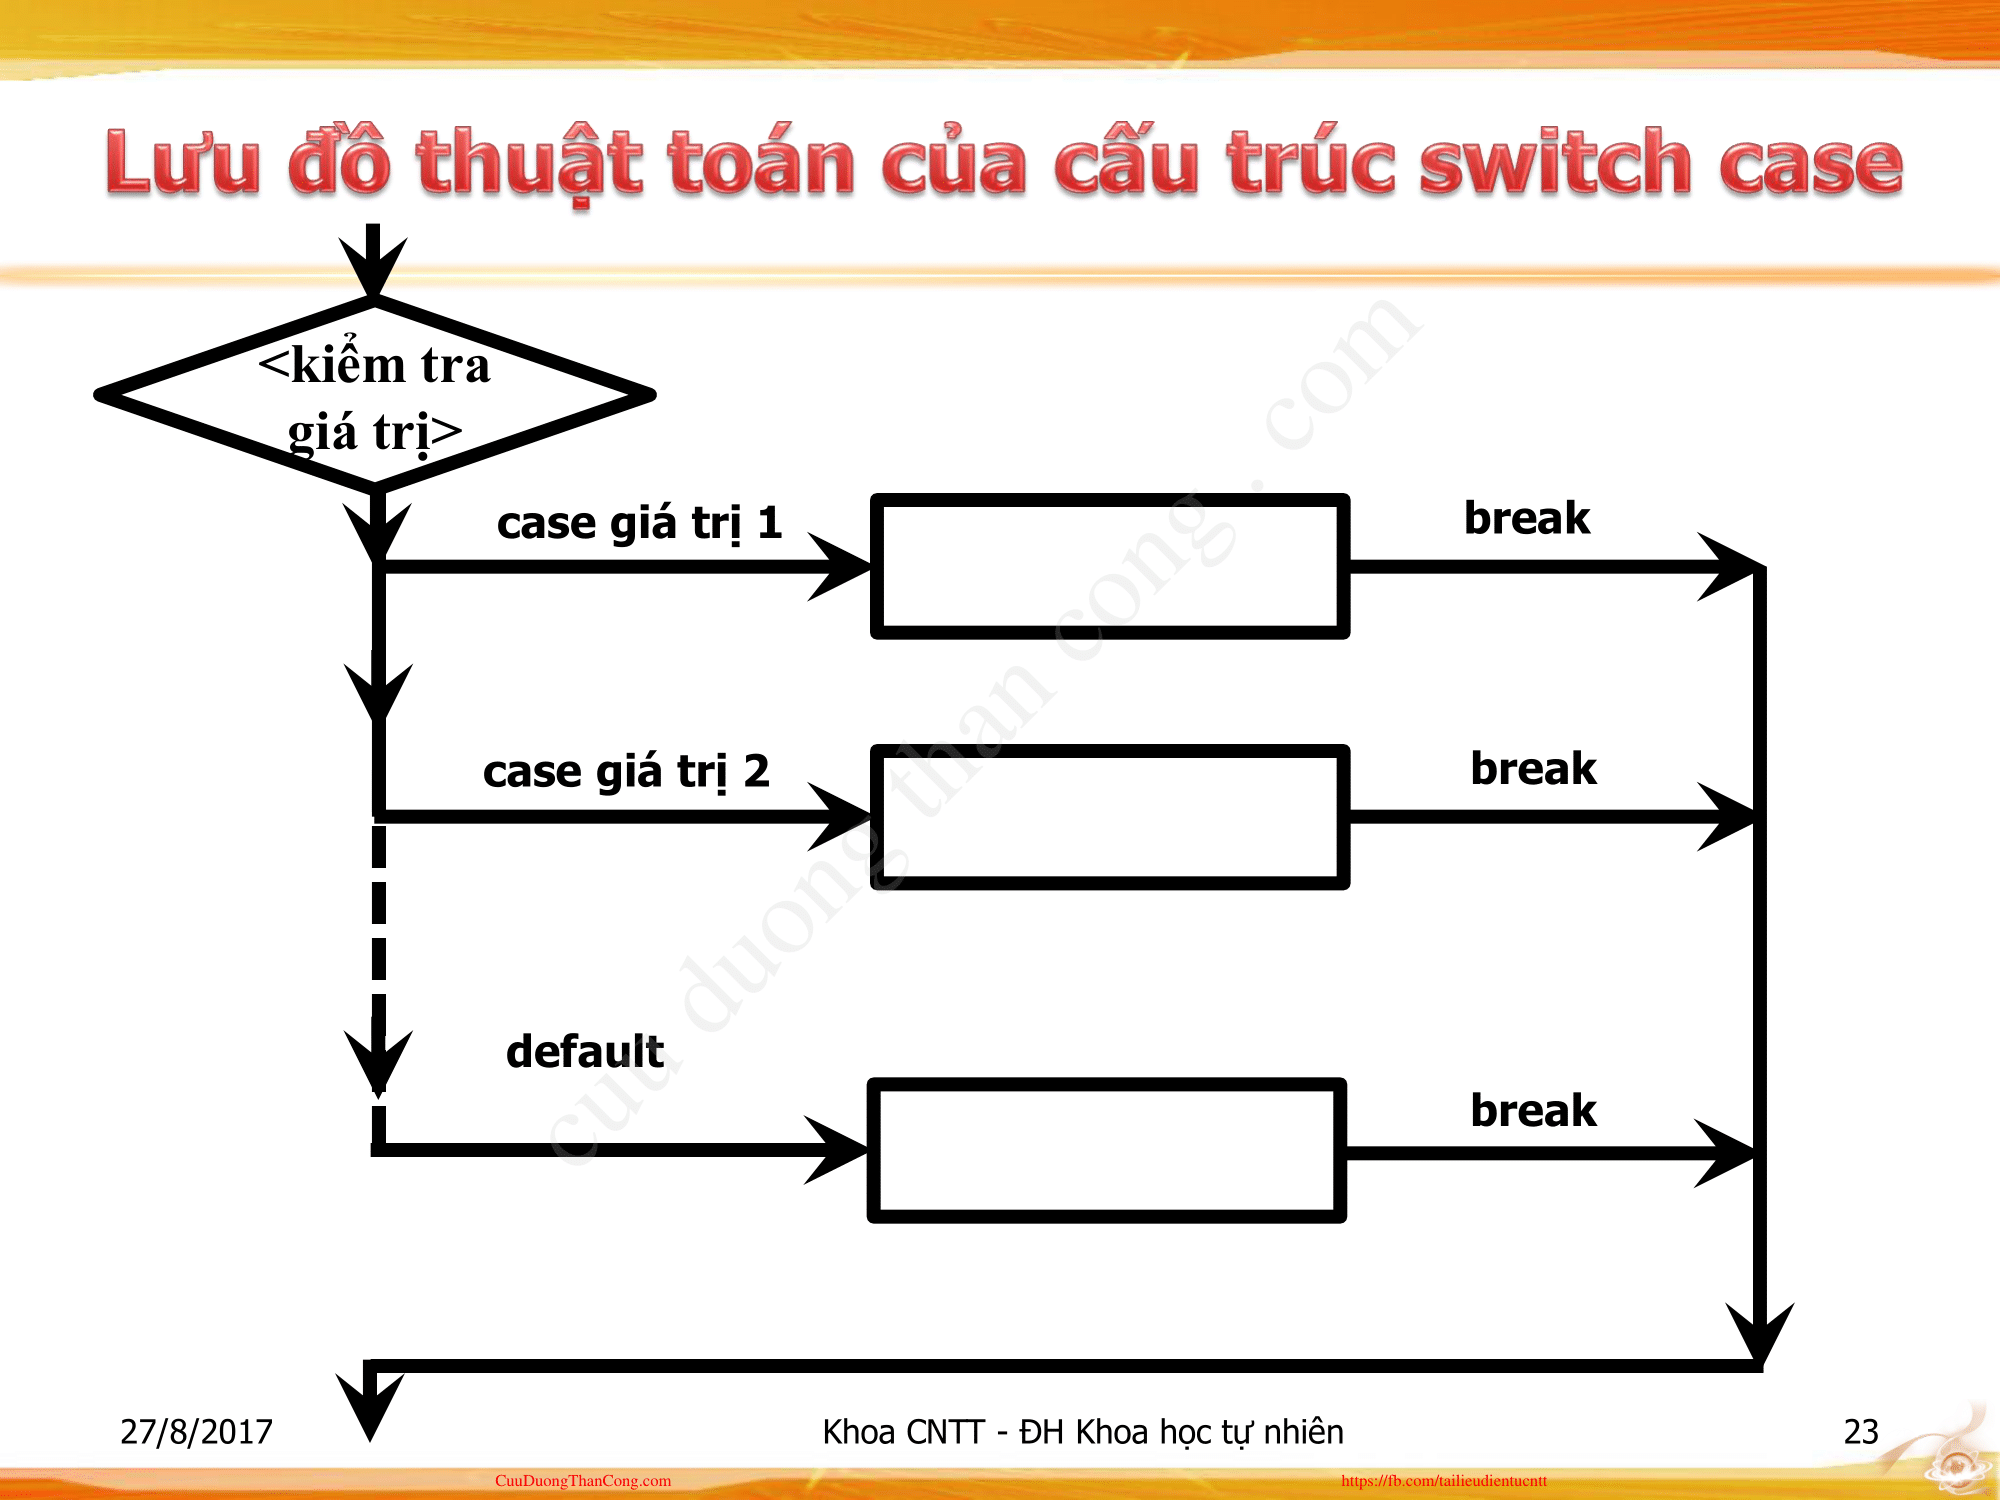 Lưu đồ thuật toán của cấu trúc switch case
<kiểm tra
giá trị>
case giá trị 1
break
case giá trị 2
break
default
break
cuu duong than cong . com
27/8/2017
Khoa CNTT - ĐH Khoa học tự nhiên
23
CuuDuongThanCong.com
https://fb.com/tailieudientucntt